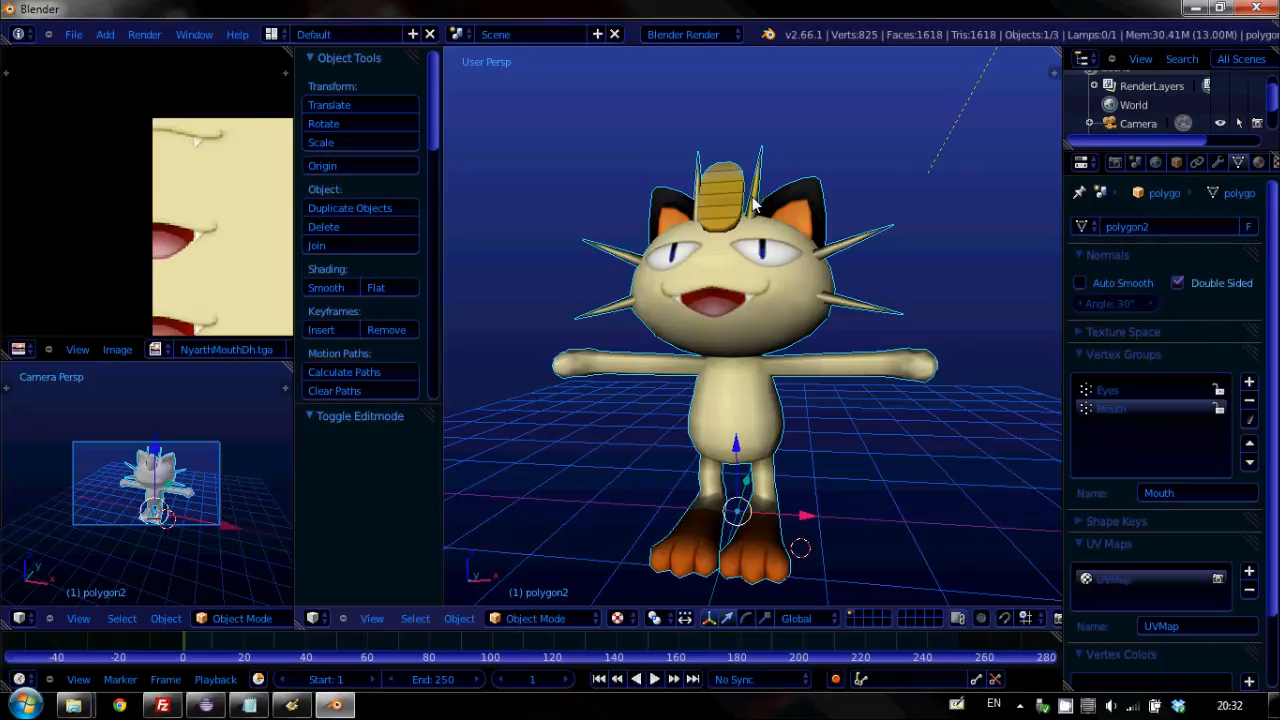 Blender
File Add Render Window Help Default Scene Blender Render v2.66.1 | Verts:825 | Faces:1618 | Tris:1618 | Objects:1/3 | Lamps:0/1 | Mem:30.41M (13.00M) | polygo
Object Tools
Transform:
Translate
Rotate
Scale
Origin
Object:
Duplicate Objects
Delete
Join
Shading:
Smooth Flat
Keyframes:
Insert Remove
Motion Paths:
Calculate Paths
Clear Paths
Toggle Editmode
View Image NyarthMouthDh.tga
Camera Persp
(1) polygon2
View Select Object Object Mode
User Persp
(1) polygon2
View Select Object Object Mode Global
View Search All Scenes
RenderLayers
World
Camera
polygo polygo
polygon2 F
Normals
Auto Smooth Double Sided
Angle: 30°
Texture Space
Vertex Groups
Eyes
Mouth
Name: Mouth
Shape Keys
UV Maps
UVMap
Name: UVMap
Vertex Colors
-40 -20 0 20 40 60 80 100 120 140 160 180 200 220 240 260 280
View Marker Frame Playback Start: 1 End: 250 1 No Sync
EN 20:32